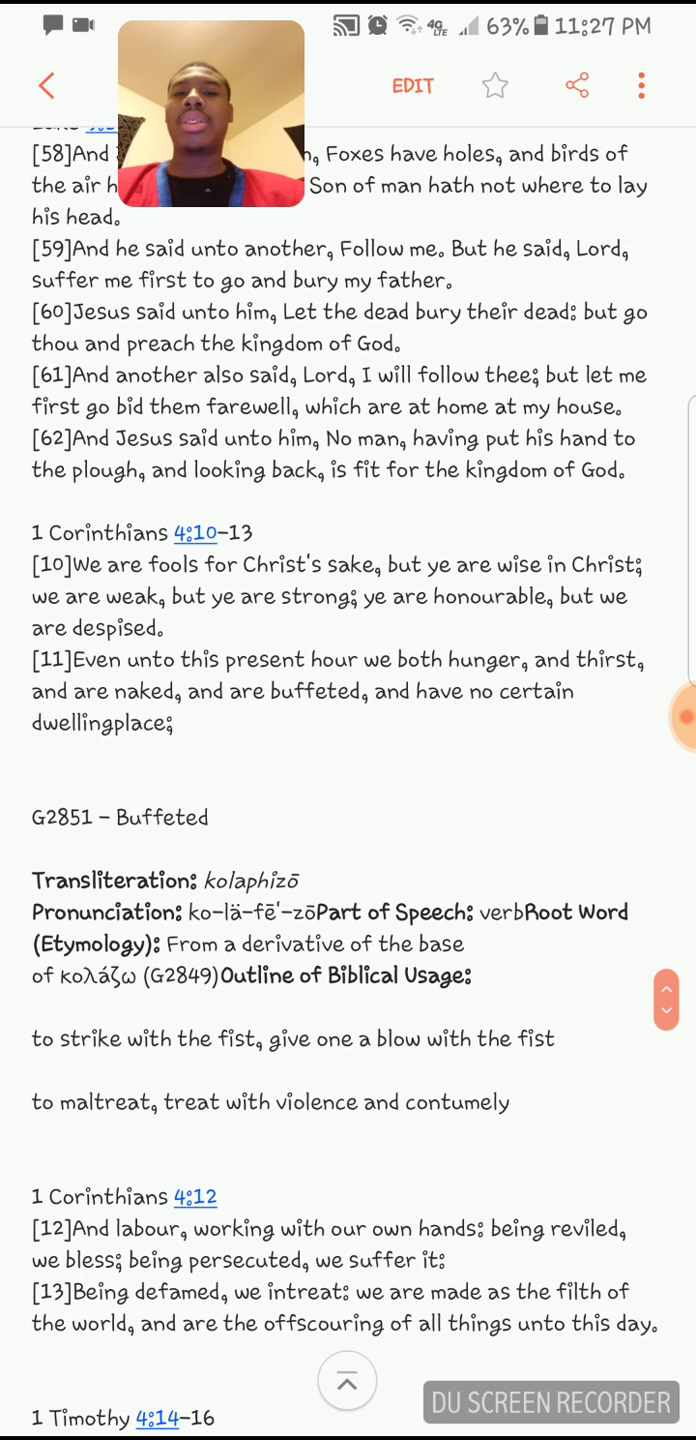 4G LTE 63% 11:27 PM
EDIT
[58]And Foxes have holes, and birds of
the air Son of man hath not where to lay
his head.
[59]And he said unto another, Follow me. But he said, Lord,
suffer me first to go and bury my father.
[60]Jesus said unto him, Let the dead bury their dead: but go
thou and preach the kingdom of God.
[61]And another also said, Lord, I will follow thee; but let me
first go bid them farewell, which are at home at my house.
[62]And Jesus said unto him, No man, having put his hand to
the plough, and looking back, is fit for the kingdom of God.
1 Corinthians 4:10-13
[10]We are fools for Christ's sake, but ye are wise in Christ;
we are weak, but ye are strong; ye are honourable, but we
are despised.
[11]Even unto this present hour we both hunger, and thirst,
and are naked, and are buffeted, and have no certain
dwellingplace;
G2851 - Buffeted
Transliteration: kolaphizō
Pronunciation: ko-lä-fē'-zōPart of Speech: verbRoot Word
(Etymology): From a derivative of the base
of κολάζω (G2849)Outline of Biblical Usage:
to strike with the fist, give one a blow with the fist
to maltreat, treat with violence and contumely
1 Corinthians 4:12
[12]And labour, working with our own hands: being reviled,
we bless; being persecuted, we suffer it:
[13]Being defamed, we intreat: we are made as the filth of
the world, and are the offscouring of all things unto this day.
1 Timothy 4:14-16
DU SCREEN RECORDER